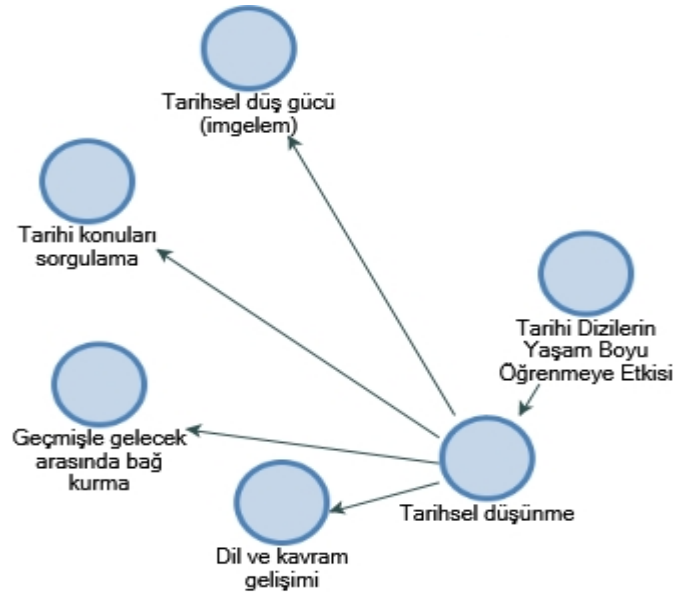 Tarihsel düş gücü
(imgelem)
Tarihi konuları
sorgulama
Tarihi Dizilerin
Yaşam Boyu
Öğrenmeye Etkisi
Geçmişle gelecek
arasında bağ
kurma
Tarihsel düşünme
Dil ve kavram
gelişimi